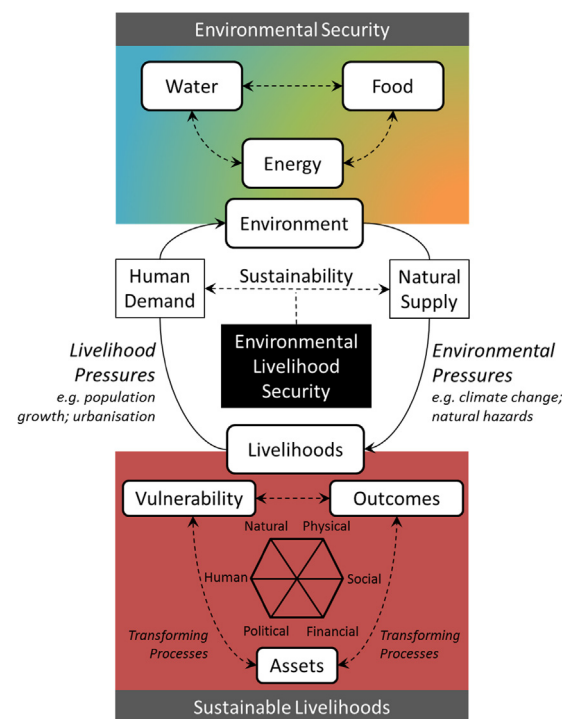 Environmental Security
Water
Food
Energy
Environment
Human
Demand
Sustainability
Natural
Supply
Environmental
Livelihood
Security
Livelihood
Pressures
e.g. population
growth; urbanisation
Environmental
Pressures
e.g. climate change;
natural hazards
Livelihoods
Vulnerability
Outcomes
Natural
Physical
Human
Social
Political
Financial
Transforming
Processes
Transforming
Processes
Assets
Sustainable Livelihoods